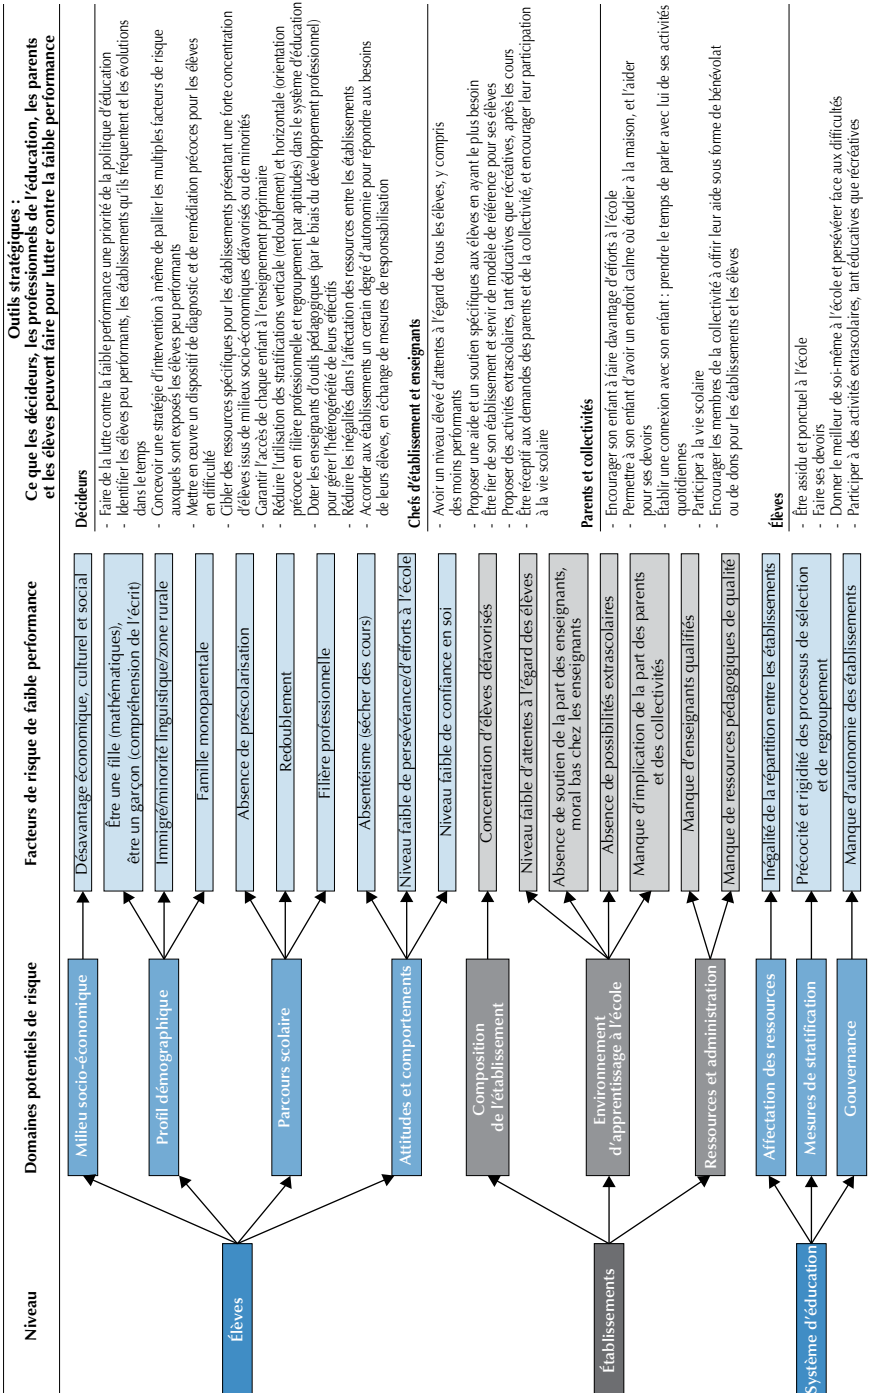 Niveau
Domaines potentiels de risque
Facteurs de risque de faible performance
Outils stratégiques :
Ce que les décideurs, les professionnels de l'éducation, les parents
et les élèves peuvent faire pour lutter contre la faible performance
Élèves
Milieu socio-économique
Désavantage économique, culturel et social
Profil démographique
Être une fille (mathématiques),
être un garçon (compréhension de l'écrit)
Immigré/minorité linguistique/zone rurale
Famille monoparentale
Parcours scolaire
Absence de préscolarisation
Redoublement
Filière professionnelle
Attitudes et comportements
Absentéisme (sécher des cours)
Niveau faible de persévérance/d'efforts à l'école
Niveau faible de confiance en soi
Établissements
Composition
de l'établissement
Concentration d'élèves défavorisés
Environnement
d'apprentissage à l'école
Niveau faible d'attentes à l'égard des élèves
Absence de soutien de la part des enseignants,
moral bas chez les enseignants
Absence de possibilités extrascolaires
Manque d'implication de la part des parents
et des collectivités
Ressources et administration
Manque d'enseignants qualifiés
Manque de ressources pédagogiques de qualité
Système d'éducation
Affectation des ressources
Inégalité de la répartition entre les établissements
Mesures de stratification
Précocité et rigidité des processus de sélection
et de regroupement
Gouvernance
Manque d'autonomie des établissements
Décideurs
- Faire de la lutte contre la faible performance une priorité de la politique d'éducation
- Identifier les élèves peu performants, les établissements qu'ils fréquentent et les évolutions
dans le temps
- Concevoir une stratégie d'intervention à même de pallier les multiples facteurs de risque
auxquels sont exposés les élèves peu performants
- Mettre en œuvre un dispositif de diagnostic et de remédiation précoces pour les élèves
en difficulté
- Cibler des ressources spécifiques pour les établissements présentant une forte concentration
d'élèves issus de milieux socio-économiques défavorisés ou de minorités
- Garantir l'accès de chaque enfant à l'enseignement préprimaire
- Réduire l'utilisation des stratifications verticale (redoublement) et horizontale (orientation
précoce en filière professionnelle et regroupement par aptitudes) dans le système d'éducation
- Doter les enseignants d'outils pédagogiques (par le biais du développement professionnel)
pour gérer l'hétérogénéité de leurs effectifs
- Réduire les inégalités dans l'affectation des ressources entre les établissements
- Accorder aux établissements un certain degré d'autonomie pour répondre aux besoins
de leurs élèves, en échange de mesures de responsabilisation
Chefs d'établissement et enseignants
- Avoir un niveau élevé d'attentes à l'égard de tous les élèves, y compris
des moins performants
- Proposer une aide et un soutien spécifiques aux élèves en ayant le plus besoin
- Être fier de son établissement et servir de modèle de référence pour ses élèves
- Proposer des activités extrascolaires, tant éducatives que récréatives, après les cours
- Être réceptif aux demandes des parents et de la collectivité, et encourager leur participation
à la vie scolaire
Parents et collectivités
- Encourager son enfant à faire davantage d'efforts à l'école
- Permettre à son enfant d'avoir un endroit calme où étudier à la maison, et l'aider
pour ses devoirs
- Établir une connexion avec son enfant : prendre le temps de parler avec lui de ses activités
quotidiennes
- Participer à la vie scolaire
- Encourager les membres de la collectivité à offrir leur aide sous forme de bénévolat
ou de dons pour les établissements et les élèves
Élèves
- Être assidu et ponctuel à l'école
- Faire ses devoirs
- Donner le meilleur de soi-même à l'école et persévérer face aux difficultés
- Participer à des activités extrascolaires, tant éducatives que récréatives